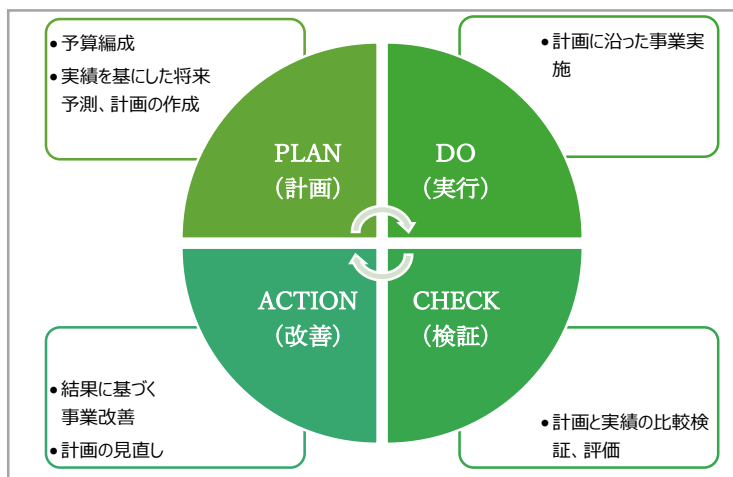 •予算編成
•実績を基にした将来
予測、計画の作成
•計画に沿った事業実
施
PLAN
（計画）
DO
（実行）
ACTION
（改善）
CHECK
（検証）
•結果に基づく
事業改善
•計画の見直し
•計画と実績の比較検
証、評価